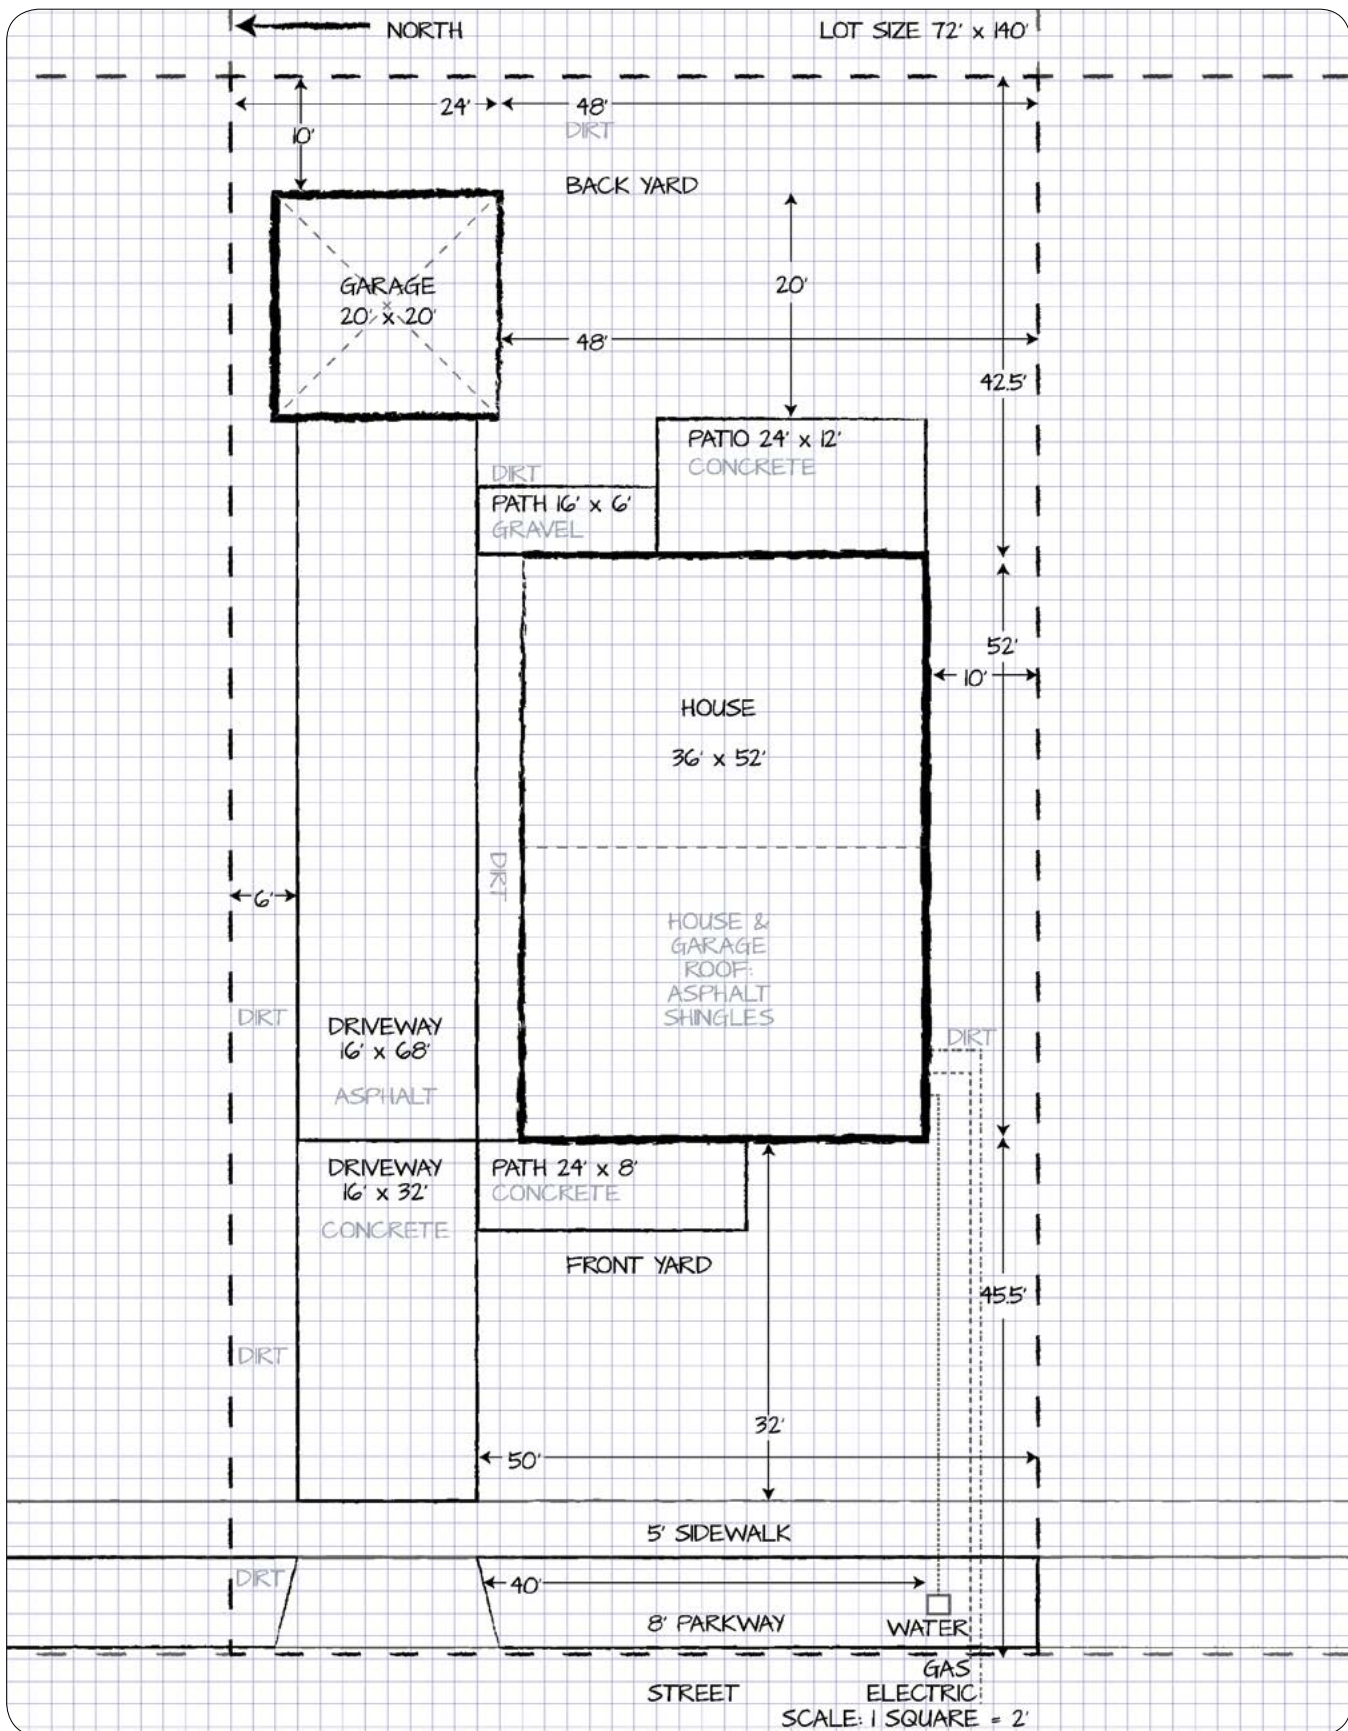 NORTH
LOT SIZE 72' x 140'
24'
48'
DIRT
10'
BACK YARD
GARAGE
20' x 20'
20'
48'
42.5'
PATIO 24' x 12'
CONCRETE
DIRT
PATH 16' x 6'
GRAVEL
52'
10'
HOUSE
36' x 52'
DIRT
6'
HOUSE &
GARAGE
ROOF:
ASPHALT
SHINGLES
DIRT
DRIVEWAY
16' x 68'
ASPHALT
DIRT
DRIVEWAY
16' x 32'
CONCRETE
PATH 24' x 8'
CONCRETE
FRONT YARD
45.5'
DIRT
32'
50'
5' SIDEWALK
DIRT
40'
8' PARKWAY
WATER
GAS
STREET
ELECTRIC
SCALE: 1 SQUARE = 2'